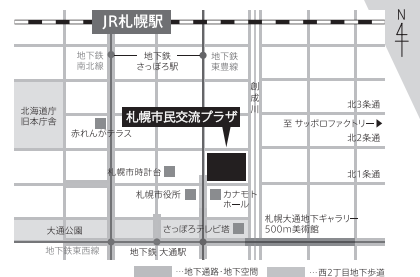 JR札幌駅
N
地下鉄
南北線
地下鉄
さっぽろ駅
地下鉄
東豊線
創成川
北海道庁
旧本庁舎
赤れんがテラス
札幌市民交流プラザ
北3条通
至 サッポロファクトリー
北2条通
札幌市時計台
北1条通
札幌市役所
カナモト
ホール
大通公園
さっぽろテレビ塔
札幌大通地下ギャラリー
500m美術館
地下鉄東西線
地下鉄 大通駅
…地下通路・地下空間
…西2丁目地下歩道